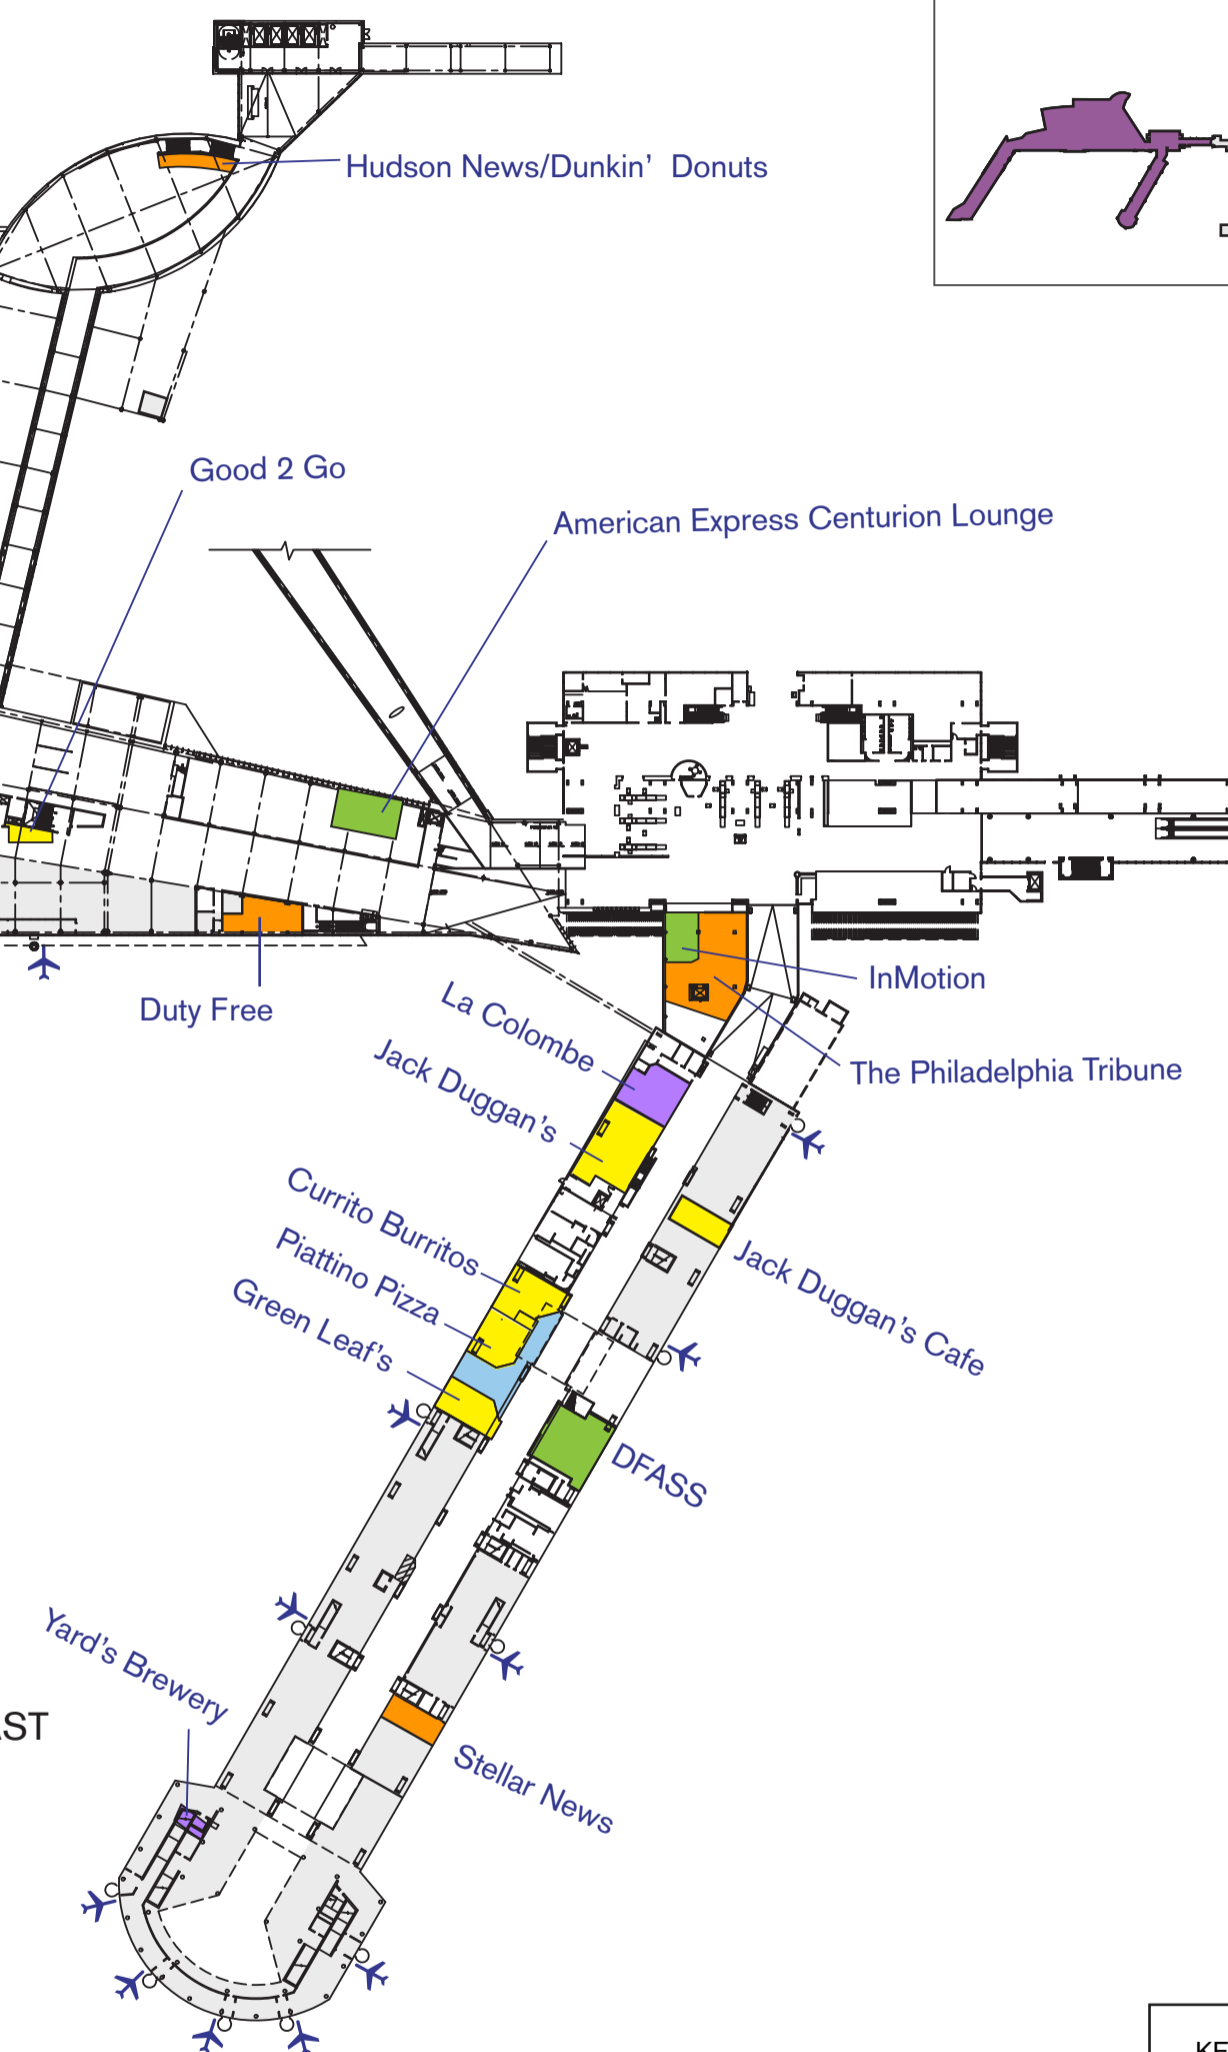 Hudson News/Dunkin' Donuts
Good 2 Go
American Express Centurion Lounge
InMotion
Duty Free
La Colombe
Jack Duggan's
The Philadelphia Tribune
Currito Burritos
Piattino Pizza
Green Leaf's
Jack Duggan's Cafe
DFASS
Yard's Brewery
Stellar News